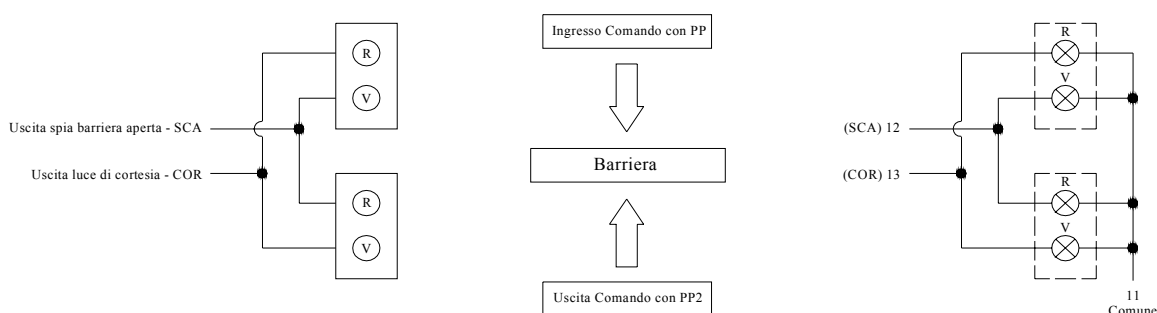 R
V
Uscita spia barriera aperta - SCA
Uscita luce di cortesia - COR
R
V
Ingresso Comando con PP
Barriera
Uscita Comando con PP2
R
V
(SCA) 12
(COR) 13
R
V
11
Comune